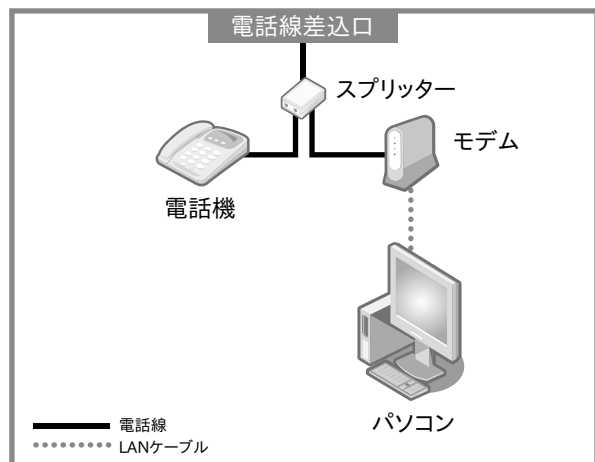 電話線差込口
スプリッター
モデム
電話機
パソコン
電話線
LANケーブル